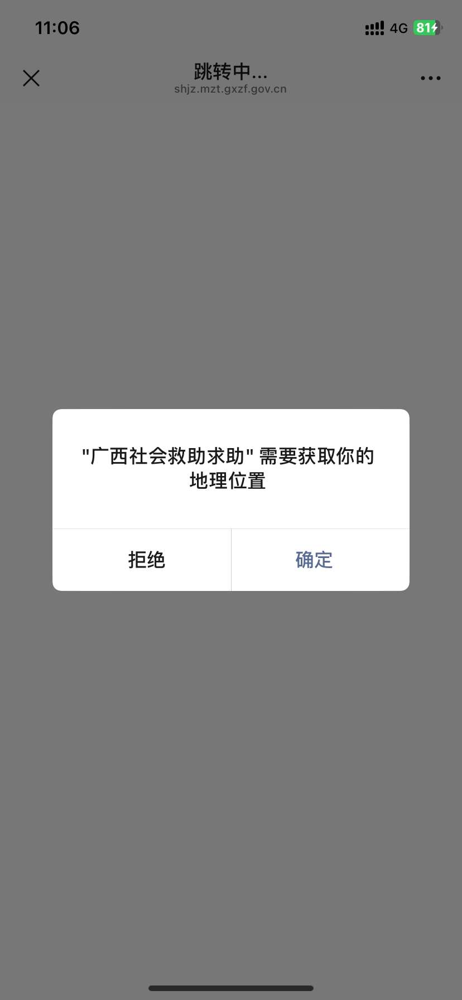 11:06
4G
81
跳转中...
shjz.mzt.gxzf.gov.cn
"广西社会救助求助" 需要获取你的
地理位置
拒绝
确定